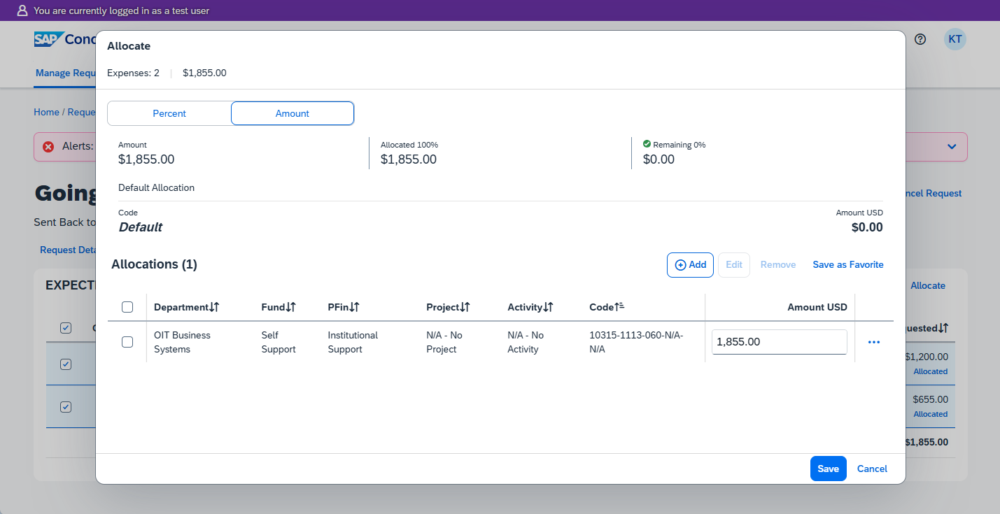 You are currently logged in as a test user
SAP Conc
KT
Manage Requ
Home / Reque
Alerts:
Going
ncel Request
Sent Back to
Request Deta
EXPECT
Allocate
uested
$1,200.00
Allocated
$655.00
Allocated
$1,855.00
Allocate
Expenses: 2 | $1,855.00
Percent Amount
Amount Allocated 100% Remaining 0%
$1,855.00 $1,855.00 $0.00
Default Allocation
Code Amount USD
Default $0.00
Allocations (1) Add Edit Remove Save as Favorite
Department Fund PFin Project Activity Code Amount USD
OIT Business Self Institutional N/A - No N/A - No 10315-1113-060-N/A- 1,855.00
Systems Support Support Project Activity N/A
Save Cancel